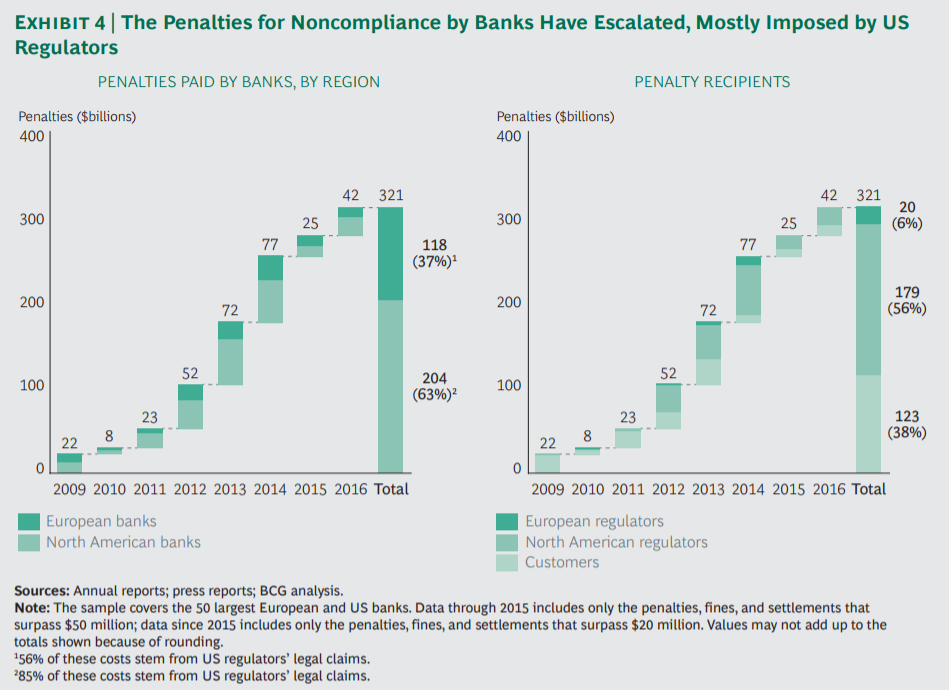 EXHIBIT 4 | The Penalties for Noncompliance by Banks Have Escalated, Mostly Imposed by US
Regulators
PENALTIES PAID BY BANKS, BY REGION
Penalties ($billions)
400
300
200
100
0
22
8
23
52
72
77
25
42
321
118
(37%)¹
204
(63%)²
2009 2010 2011 2012 2013 2014 2015 2016 Total
European banks
North American banks
PENALTY RECIPIENTS
Penalties ($billions)
400
300
200
100
0
22
8
23
52
72
77
25
42
321
20
(6%)
179
(56%)
123
(38%)
2009 2010 2011 2012 2013 2014 2015 2016 Total
European regulators
North American regulators
Customers
Sources: Annual reports; press reports; BCG analysis.
Note: The sample covers the 50 largest European and US banks. Data through 2015 includes only the penalties, fines, and settlements that
surpass $50 million; data since 2015 includes only the penalties, fines, and settlements that surpass $20 million. Values may not add up to the
totals shown because of rounding.
¹56% of these costs stem from US regulators’ legal claims.
²85% of these costs stem from US regulators’ legal claims.